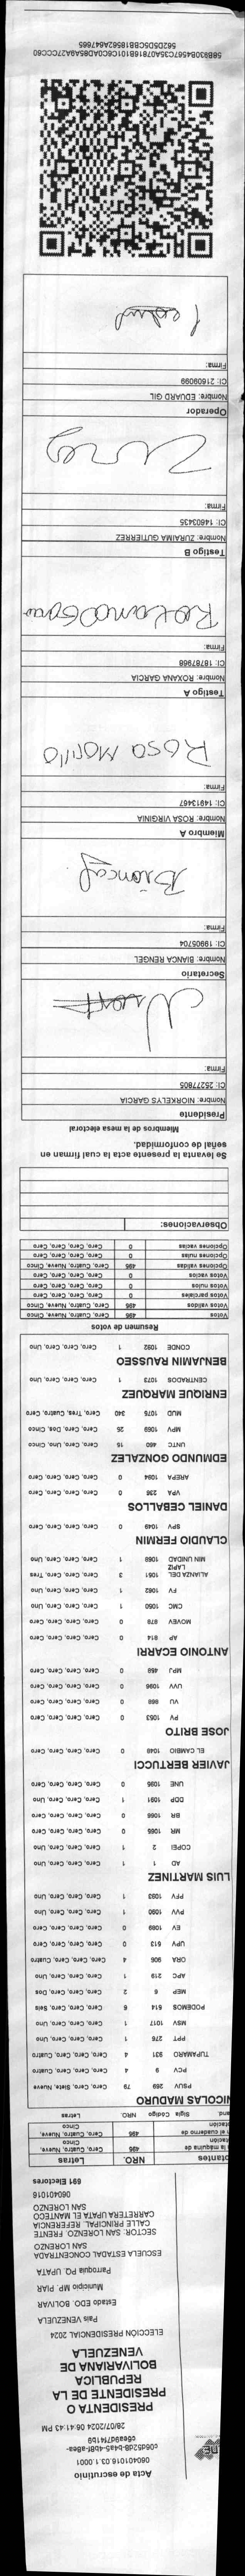 NE
Acta de escrutinio
060401016.03.1.0001
c06d52d8-b4a5-4b8f-a8ea-
c6ea9d7f41b9
28/07/2024 06:41:43 PM
PRESIDENTA O
PRESIDENTE DE LA
REPUBLICA
BOLIVARIANA DE
VENEZUELA
ELECCIÓN PRESIDENCIAL 2024
Pais VENEZUELA
Estado EDO. BOLIVAR
Municipio MP. PIAR
Parroquia PQ. UPATA
ESCUELA ESTADAL CONCENTRADA
SAN LORENZO
SECTOR: SAN LORENZO. FRENTE
CALLE PRINCIPAL. REFERENCIA
CARRETERA UPATA EL MANTECO
SAN LORENZO
060401016
691 Electores
otantes NRO. Letras
la máquina de tación 495 Cero, Cuatro, Nueve, Cinco
el cuaderno de tación 495 Cero, Cuatro, Nueve, Cinco
and. Sigla Código NRO. Letras
NICOLAS MADURO
PSUV 269 79 Cero, Cero, Siete, Nueve
PCV 9 4 Cero, Cero, Cero, Cuatro
TUPAMARO 931 4 Cero, Cero, Cero, Cuatro
PPT 276 1 Cero, Cero, Cero, Uno
MSV 1017 1 Cero, Cero, Cero, Uno
PODEMOS 514 6 Cero, Cero, Cero, Seis
MEP 6 2 Cero, Cero, Cero, Dos
APC 219 1 Cero, Cero, Cero, Uno
ORA 906 4 Cero, Cero, Cero, Cuatro
UPV 513 0 Cero, Cero, Cero, Cero
EV 1089 0 Cero, Cero, Cero, Cero
PVV 1090 1 Cero, Cero, Cero, Uno
PFV 1093 1 Cero, Cero, Cero, Uno
LUIS MARTINEZ
AD 1 1 Cero, Cero, Cero, Uno
COPEI 2 1 Cero, Cero, Cero, Uno
MR 1065 0 Cero, Cero, Cero, Cero
BR 1066 0 Cero, Cero, Cero, Cero
DDP 1091 1 Cero, Cero, Cero, Uno
UNE 1095 0 Cero, Cero, Cero, Cero
JAVIER BERTUCCI
EL CAMBIO 1048 0 Cero, Cero, Cero, Cero
JOSE BRITO
PV 1053 0 Cero, Cero, Cero, Cero
VU 868 0 Cero, Cero, Cero, Cero
UVV 1096 0 Cero, Cero, Cero, Cero
MPJ 458 0 Cero, Cero, Cero, Cero
ANTONIO ECARRI
AP 814 0 Cero, Cero, Cero, Cero
MOVEV 978 0 Cero, Cero, Cero, Cero
CMC 1050 1 Cero, Cero, Cero, Uno
FV 1062 1 Cero, Cero, Cero, Uno
ALIANZA DEL LAPIZ 1051 3 Cero, Cero, Cero, Tres
MIN UNIDAD 1068 1 Cero, Cero, Cero, Uno
CLAUDIO FERMIN
SPV 1049 0 Cero, Cero, Cero, Cero
DANIEL CEBALLOS
VPA 236 0 Cero, Cero, Cero, Cero
AREPA 1094 0 Cero, Cero, Cero, Cero
EDMUNDO GONZALEZ
UNTC 460 15 Cero, Cero, Uno, Cinco
MPV 1069 25 Cero, Cero, Dos, Cinco
MUD 1075 340 Cero, Tres, Cuatro, Cero
ENRIQUE MARQUEZ
CENTRADOS 1073 1 Cero, Cero, Cero, Uno
BENJAMIN RAUSSEO
CONDE 1092 1 Cero, Cero, Cero, Uno
Resumen de votos
Votos 495 Cero, Cuatro, Nueve, Cinco
Votos validos 495 Cero, Cuatro, Nueve, Cinco
Votos parciales 0 Cero, Cero, Cero, Cero
Votos nulos 0 Cero, Cero, Cero, Cero
Votos vacios 0 Cero, Cero, Cero, Cero
Opciones validas 495 Cero, Cuatro, Nueve, Cinco
Opciones nulas 0 Cero, Cero, Cero, Cero
Opciones vacias 0 Cero, Cero, Cero, Cero
Observaciones:
Se levanta la presente acta la cual firman en
señal de conformidad.
Miembros de la mesa electoral
Presidente
Nombre: NIORKELYS GARCIA
CI: 25277805
Firma:
Secretario
Nombre: BIANCA RENGEL
CI: 19905704
Firma:
Miembro A
Nombre: ROSA VIRGINIA
CI: 14913467
Firma:
Rosa Morillo
Testigo A
Nombre: ROXANA GARCIA
CI: 18787968
Firma:
Testigo B
Nombre: ZURAIMA GUTIERREZ
CI: 14603435
Firma:
Operador
Nombre: EDUARD GIL
CI: 21609099
Firma:
58B930B4567C35A07816B101C6C0AD85A9A27CCC60
562D5D5CBB18562A647665